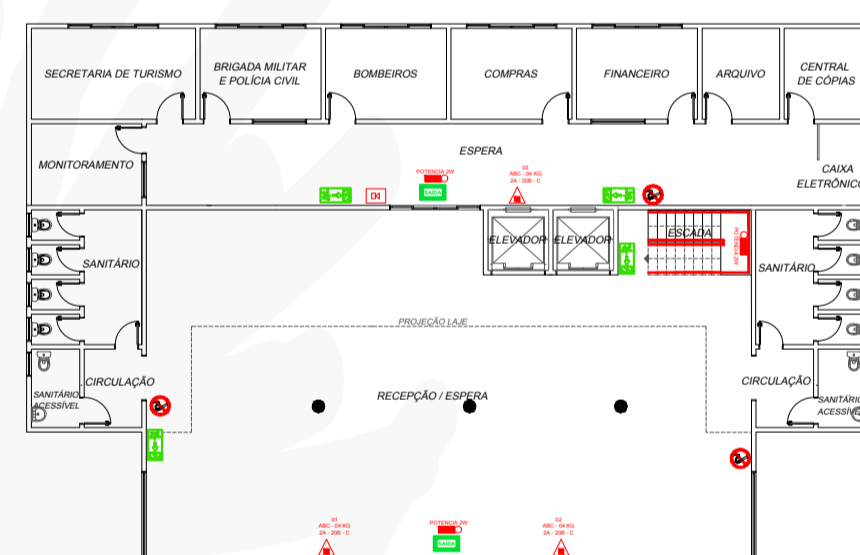 SECRETARIA DE TURISMO
BRIGADA MILITAR
E POLÍCIA CIVIL
BOMBEIROS
COMPRAS
FINANCEIRO
ARQUIVO
CENTRAL
DE CÓPIAS
MONITORAMENTO
ESPERA
CAIXA
ELETRÔNICO
POTENCIA 2W
SAÍDA
03
ABC - 04 KG
2A - 20B - C
ELEVADOR
ELEVADOR
ESCADA
POTENCIA 2W
SANITÁRIO
SANITÁRIO
PROJEÇÃO LAJE
CIRCULAÇÃO
CIRCULAÇÃO
RECEPÇÃO / ESPERA
SANITÁRIO
ACESSÍVEL
SANITÁRIO
ACESSÍVEL
01
ABC - 04 KG
2A - 20B - C
POTENCIA 2W
SAÍDA
02
ABC - 04 KG
2A - 20B - C